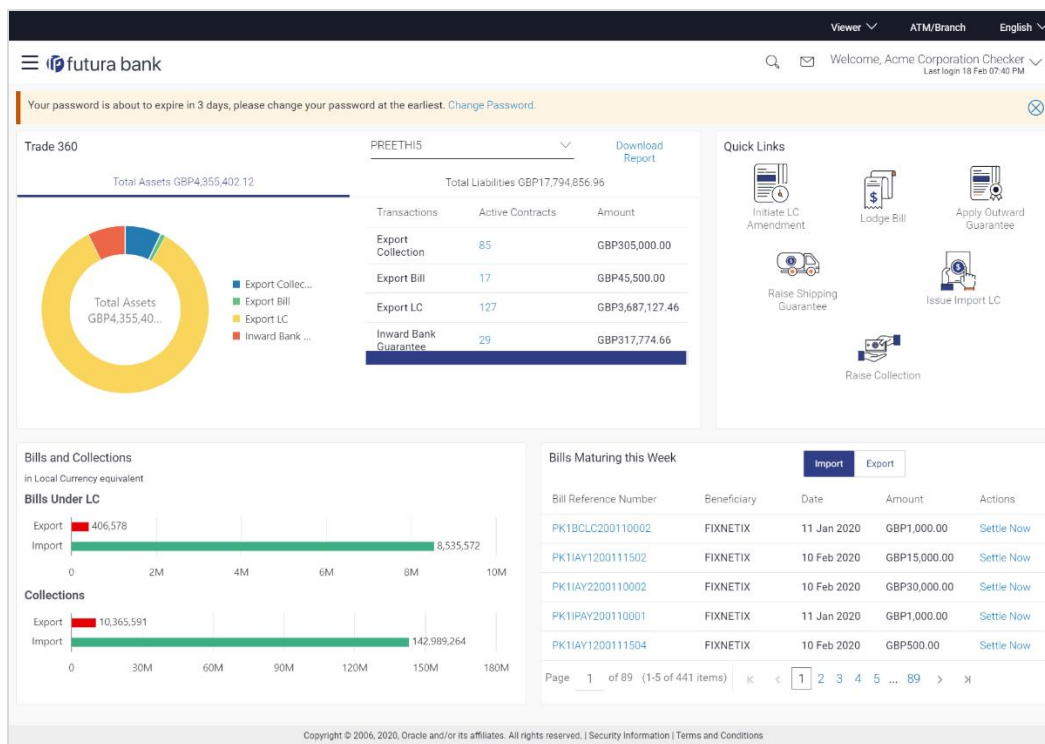 Viewer ATM/Branch English
futura bank
Welcome, Acme Corporation Checker
Last login 18 Feb 07:40 PM
Your password is about to expire in 3 days, please change your password at the earliest. Change Password.
Trade 360
PREETHI5
Download
Report
Total Assets GBP4,355,402.12
Total Liabilities GBP17,794,856.96
Total Assets
GBP4,355,40...
Export Collec...
Export Bill
Export LC
Inward Bank ...
Transactions Active Contracts Amount
Export
Collection
85 GBP305,000.00
Export Bill 17 GBP45,500.00
Export LC 127 GBP3,687,127.46
Inward Bank
Guarantee
29 GBP317,774.66
Quick Links
Initiate LC
Amendment
Lodge Bill
Apply Outward
Guarantee
Raise Shipping
Guarantee
Issue Import LC
Raise Collection
Bills and Collections
in Local Currency equivalent
Bills Under LC
Export 406,578
Import 8,535,572
0 2M 4M 6M 8M 10M
Collections
Export 10,365,591
Import 142,989,264
0 30M 60M 90M 120M 150M 180M
Bills Maturing this Week
Import Export
Bill Reference Number Beneficiary Date Amount Actions
PK1BCLC200110002 FIXNETIX 11 Jan 2020 GBP1,000.00 Settle Now
PK1IAY1200111502 FIXNETIX 10 Feb 2020 GBP15,000.00 Settle Now
PK1IAY2200110002 FIXNETIX 10 Feb 2020 GBP30,000.00 Settle Now
PK1IPAY200110001 FIXNETIX 11 Jan 2020 GBP1,000.00 Settle Now
PK1IAY1200111504 FIXNETIX 10 Feb 2020 GBP500.00 Settle Now
Page 1 of 89 (1-5 of 441 items) 1 2 3 4 5 ... 89
Copyright © 2006, 2020, Oracle and/or its affiliates. All rights reserved. | Security Information | Terms and Conditions